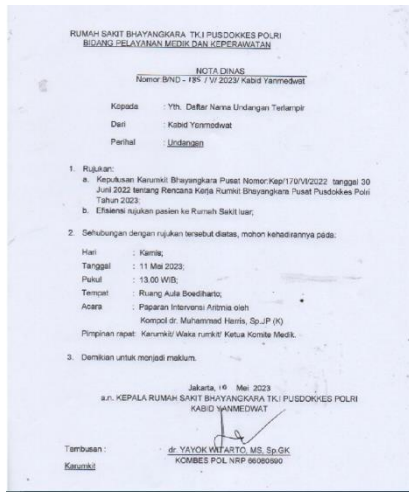 RUMAH SAKIT BHAYANGKARA TK.I PUSDOKKES POLRI
BIDANG PELAYANAN MEDIK DAN KEPERAWATAN
NOTA DINAS
Nomor B/ND - 185 / V/ 2023/ Kabid Yanmedwat
Kepada : Yth. Daftar Nama Undangan Terlampir
Dari : Kabid Yanmedwat
Perihal : Undangan
1. Rujukan:
a. Keputusan Karumkit Bhayangkara Pusat Nomor:Kep/170/VI/2022 tanggal 30
Juni 2022 tentang Rencana Kerja Rumkit Bhayangkara Pusat Pusdokkes Polri
Tahun 2023;
b. Efisiensi rujukan pasien ke Rumah Sakit luar;
2. Sehubungan dengan rujukan tersebut diatas, mohon kehadirannya pada:
Hari : Kamis;
Tanggal : 11 Mei 2023;
Pukul : 13.00 WIB;
Tempat : Ruang Aula Boediharto;
Acara : Paparan Intervensi Aritmia oleh
Kompol dr. Muhammad Harris, Sp.JP (K)
Pimpinan rapat: Karumkit/ Waka rumkit/ Ketua Komite Medik.
3. Demikian untuk menjadi maklum.
Jakarta, 10 Mei 2023
a.n. KEPALA RUMAH SAKIT BHAYANGKARA TK.I PUSDOKKES POLRI
KABID YANMEDWAT
Tembusan :
Karumkit
dr. YAYOK WITARTO, MS, Sp.GK
KOMBES POL NRP 66080590